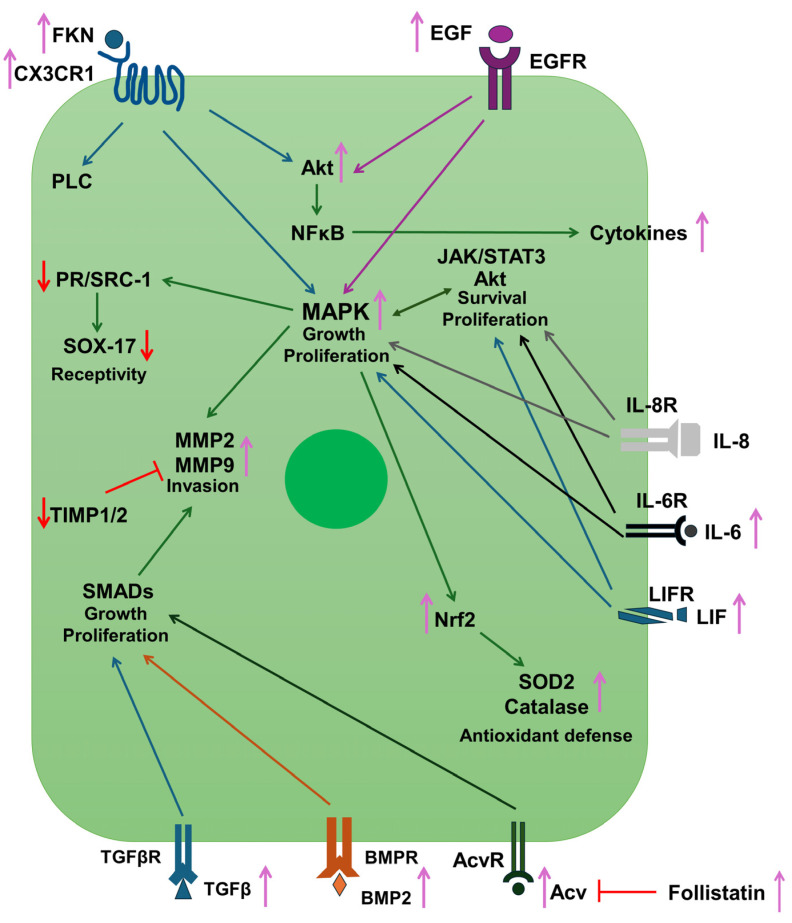 FKN
CX3CR1
EGF
EGFR
PLC
Akt
NFκB
Cytokines
JAK/STAT3
Akt
Survival
Proliferation
PR/SRC-1
SOX-17
Receptivity
MAPK
Growth
Proliferation
IL-8R
IL-8
MMP2
MMP9
Invasion
TIMP1/2
IL-6R
IL-6
SMADs
Growth
Proliferation
LIFR
LIF
Nrf2
SOD2
Catalase
Antioxidant defense
TGFβR
TGFβ
BMPR
BMP2
AcvR
Acv
Follistatin